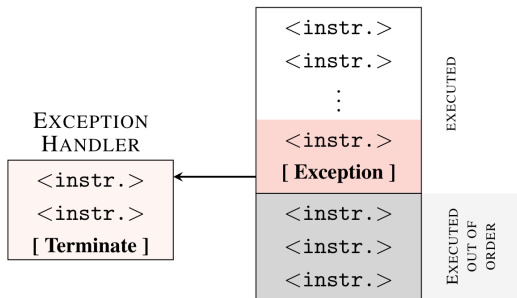 <instr.>
<instr.>
⋮
<instr.>
[ Exception ]
<instr.>
<instr.>
<instr.>
EXECUTED
EXECUTED
OUT OF
ORDER
EXCEPTION
HANDLER
<instr.>
<instr.>
[ Terminate ]